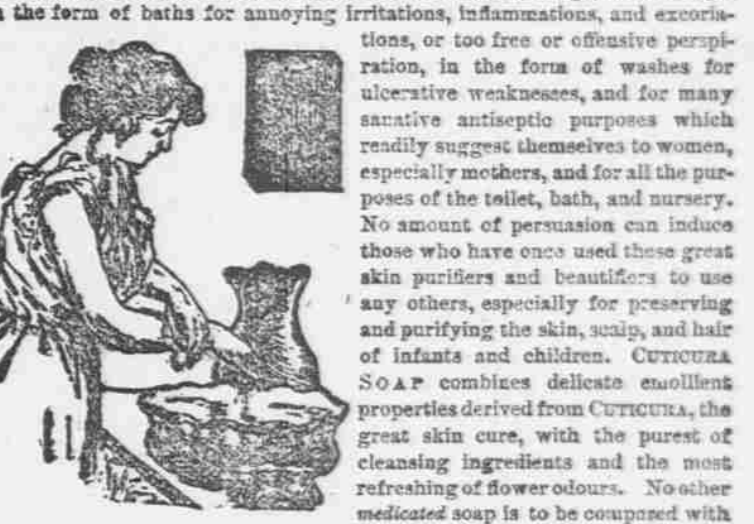 the form of baths for annoying irritations, inflammations, and excoria-
tions, or too free or offensive perspi-
ration, in the form of washes for
ulcerative weaknesses, and for many
sanative antiseptic purposes which
readily suggest themselves to women,
especially mothers, and for all the pur-
poses of the toilet, bath, and nursery.
No amount of persuasion can induce
those who have once used these great
skin purifiers and beautifiers to use
any others, especially for preserving
and purifying the skin, scalp, and hair
of infants and children. CUTICURA
SOAP combines delicate emollient
properties derived from CUTICURA, the
great skin cure, with the purest of
cleansing ingredients and the most
refreshing of flower odours. No other
medicated soap is to be compared with